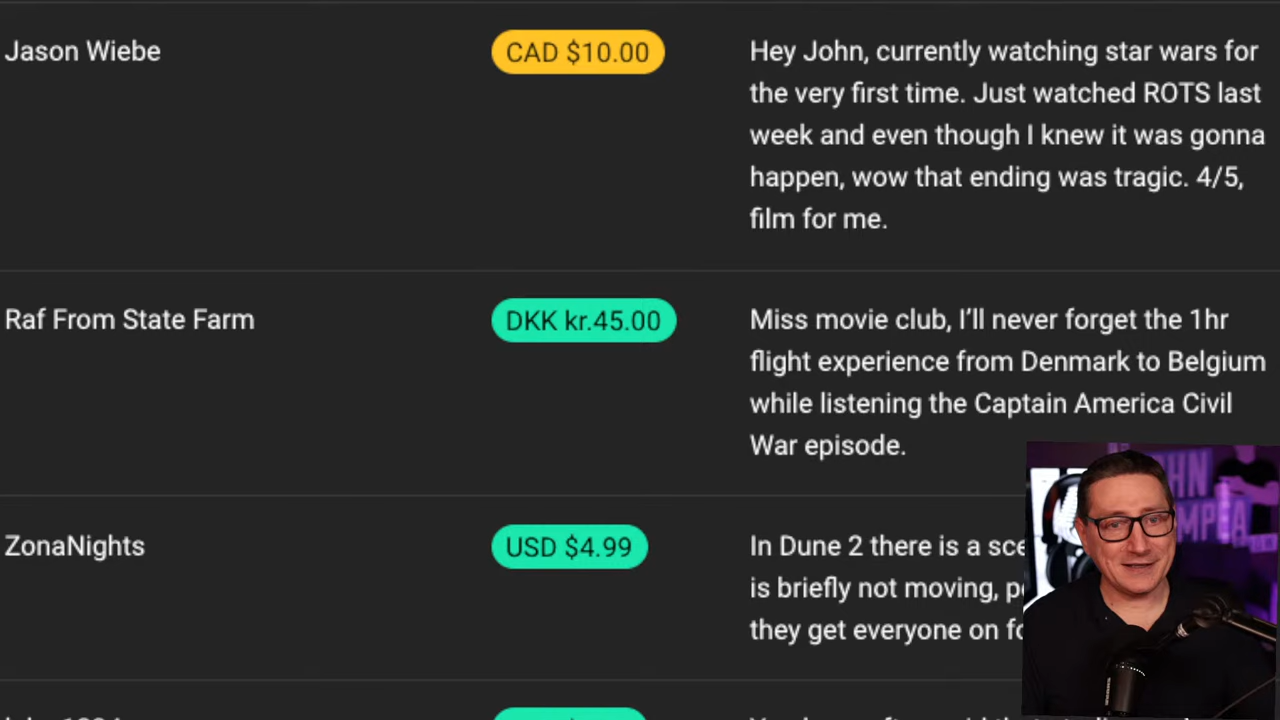 Jason Wiebe
CAD $10.00
Hey John, currently watching star wars for
the very first time. Just watched ROTS last
week and even though I knew it was gonna
happen, wow that ending was tragic. 4/5,
film for me.
Raf From State Farm
DKK kr.45.00
Miss movie club, I’ll never forget the 1hr
flight experience from Denmark to Belgium
while listening the Captain America Civil
War episode.
ZonaNights
USD $4.99
In Dune 2 there is a
is briefly not moving,
they get everyone on